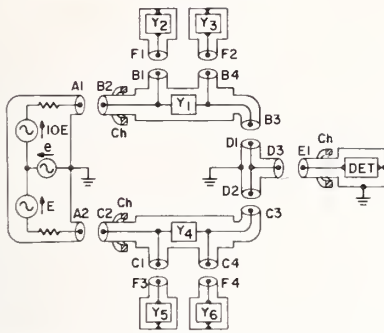 Y2 Y3
F1 F2
A1 B2 B1 B4
Ch Y1
10E
e
B3
D1
D3 E1 Ch
DET
D2
E
A2 C2 Ch
C3
Y4
C1 C4
F3 F4
Y5 Y6